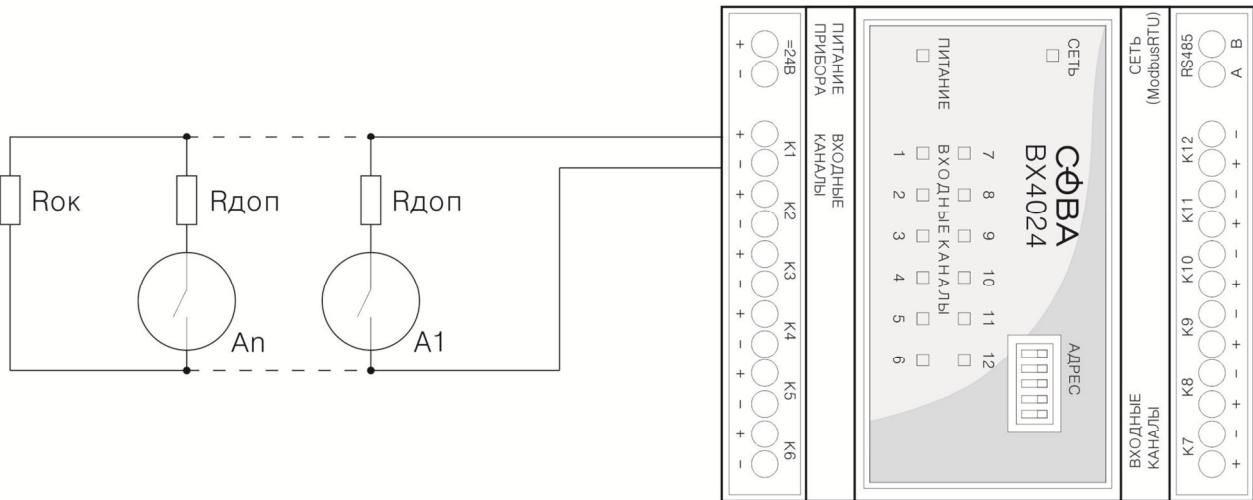 Rок
Rдоп
Rдоп
An
A1
+
-
=24В
ПИТАНИЕ
ПРИБОРА
ВХОДНЫЕ
КАНАЛЫ
+
-
К1
+
-
К2
+
-
К3
+
-
К4
+
-
К5
+
-
К6
ПИТАНИЕ
СЕТЬ
СОВА
ВХ4024
ВХОДНЫЕ КАНАЛЫ
1
2
3
4
5
6
7
8
9
10
11
12
АДРЕС
СЕТЬ
(ModbusRTU)
ВХОДНЫЕ
КАНАЛЫ
RS485
B
A
К12
-
+
К11
-
+
К10
-
+
К9
-
+
К8
-
+
К7
-
+